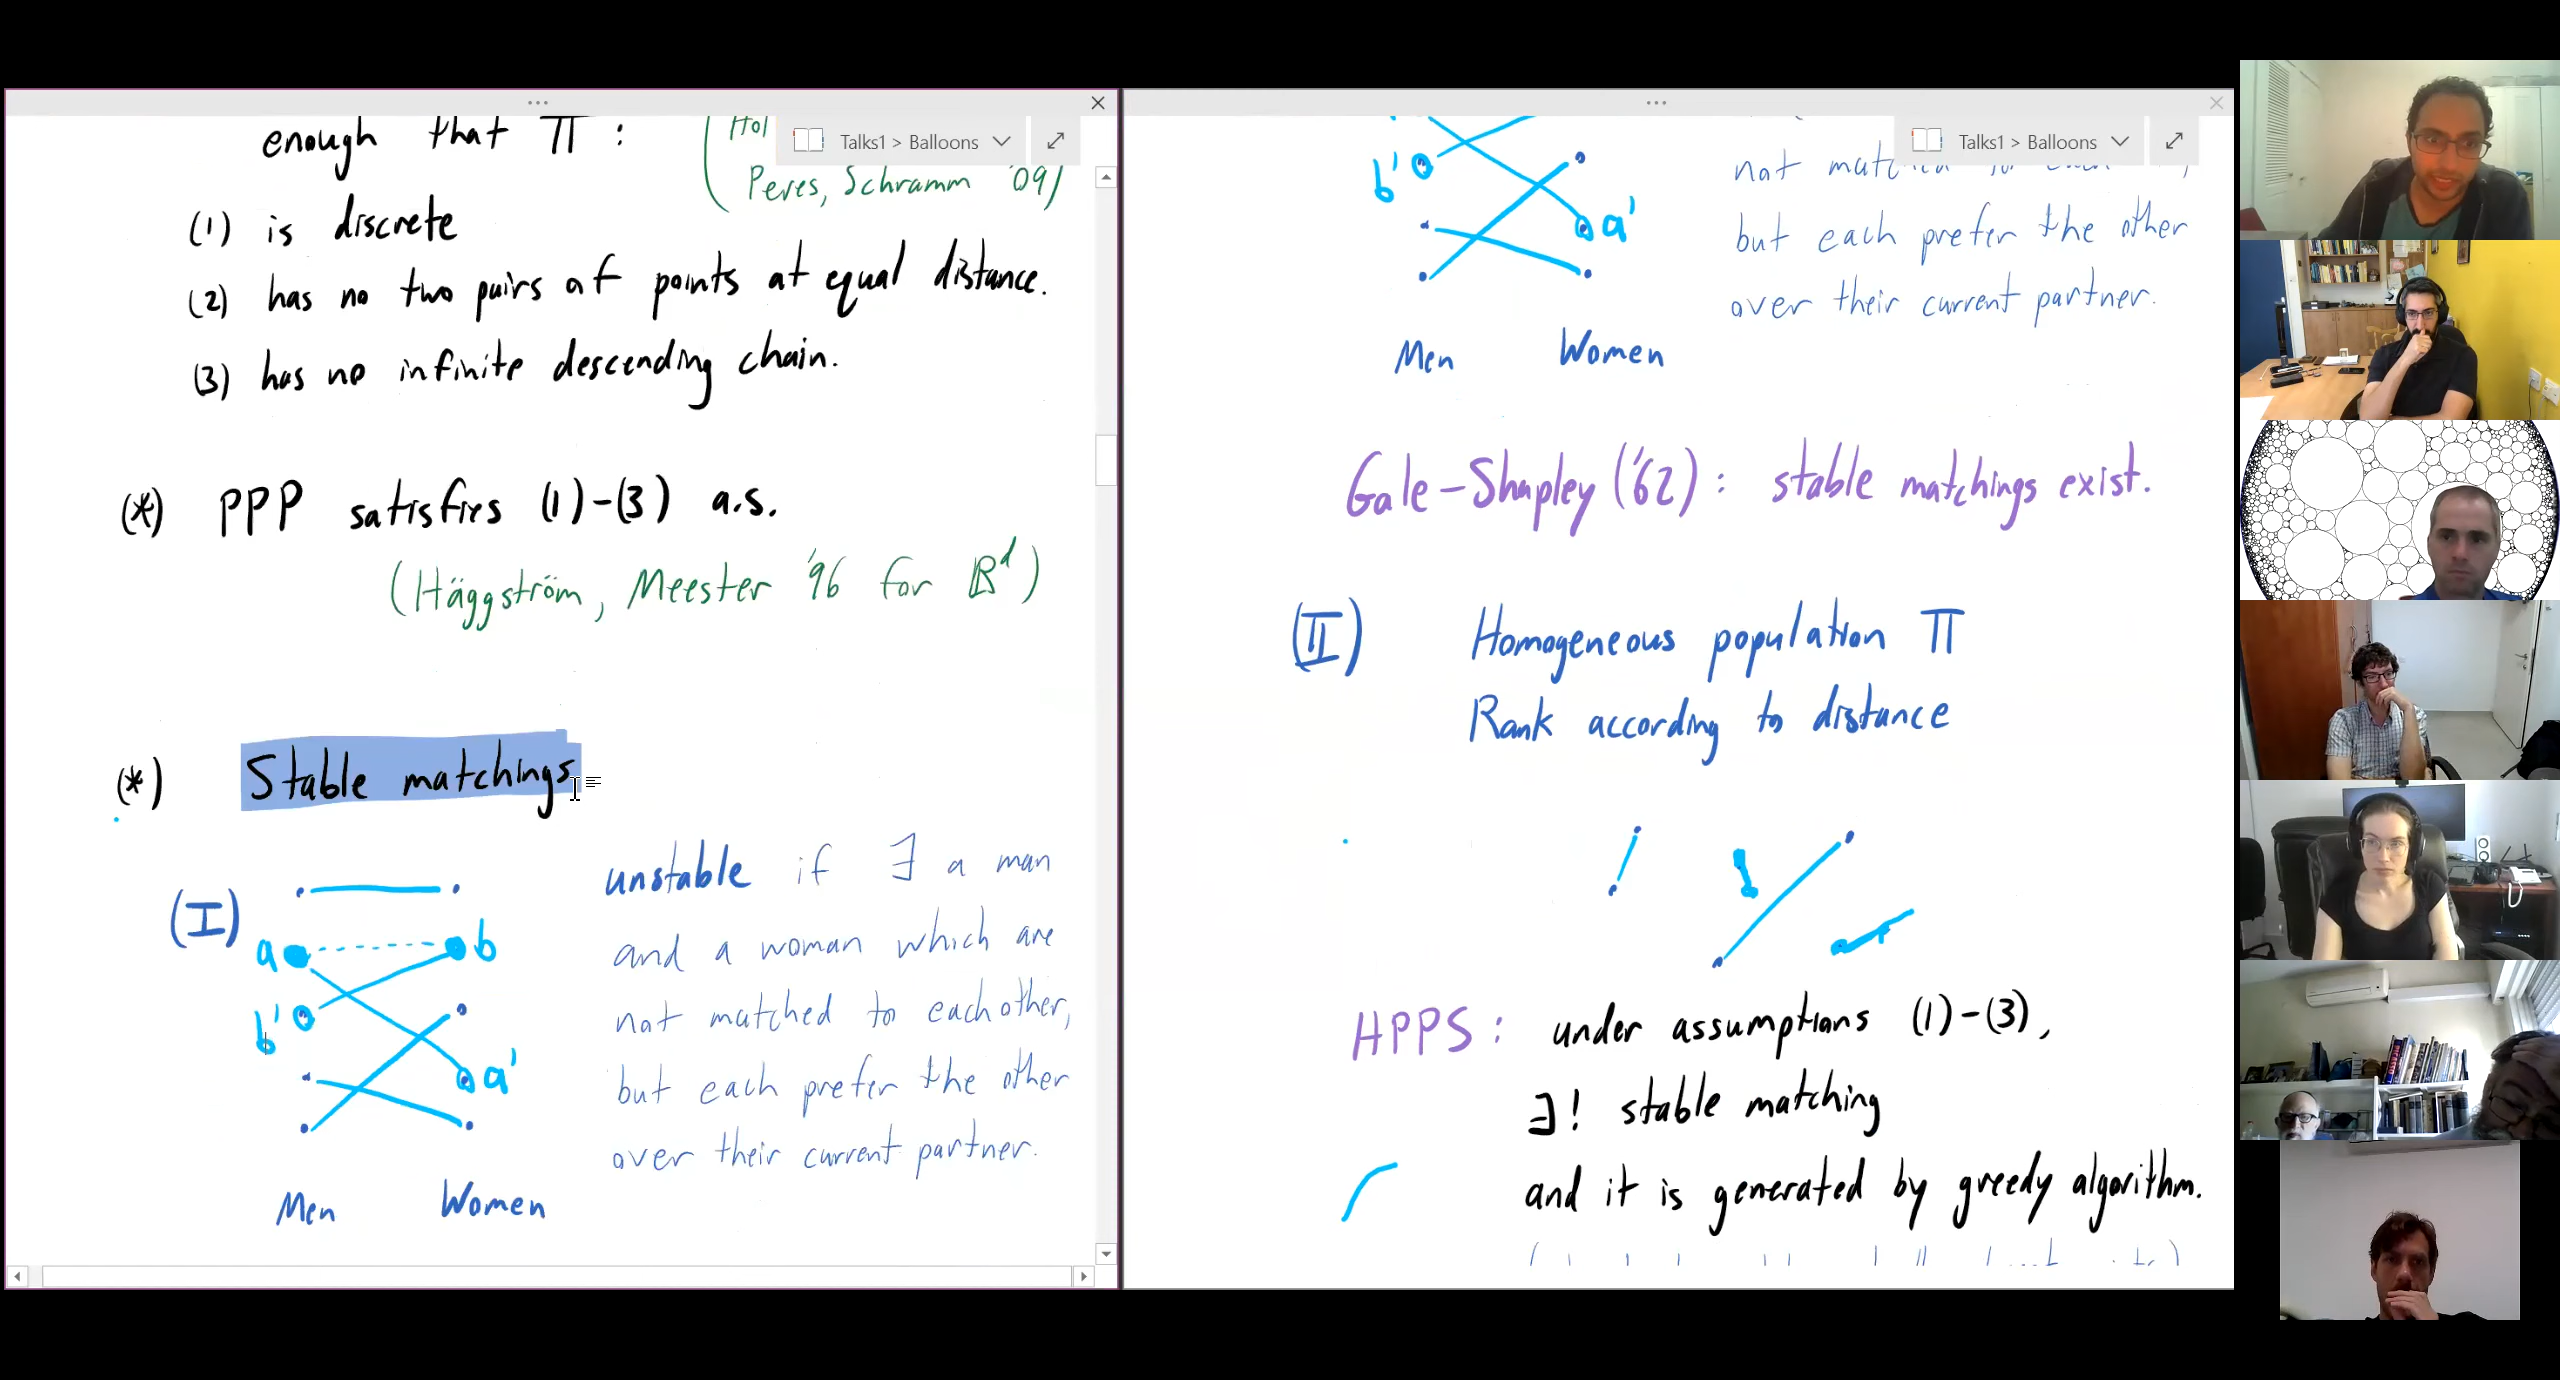 enough that Π :
(Hol
Talks1 > Balloons
Peres, Schramm '09)
(1) is discrete
(2) has no two pairs of points at equal distance.
(3) has no infinite descending chain.
(*) PPP satisfies (1)-(3) a.s.
(Häggström, Meester '96 for ℝᵈ)
(*) Stable matchings
(I)
a
b
b'
a'
Men
Women
unstable if ∃ a man
and a woman which are
not matched to each other,
but each prefer the other
over their current partner.
Talks1 > Balloons
b'
a'
Men
Women
not
but each prefer the other
over their current partner.
Gale-Shapley ('62): stable matchings exist.
(II) Homogeneous population Π
Rank according to distance
HPPS: under assumptions (1)-(3),
∃! stable matching
and it is generated by greedy algorithm.